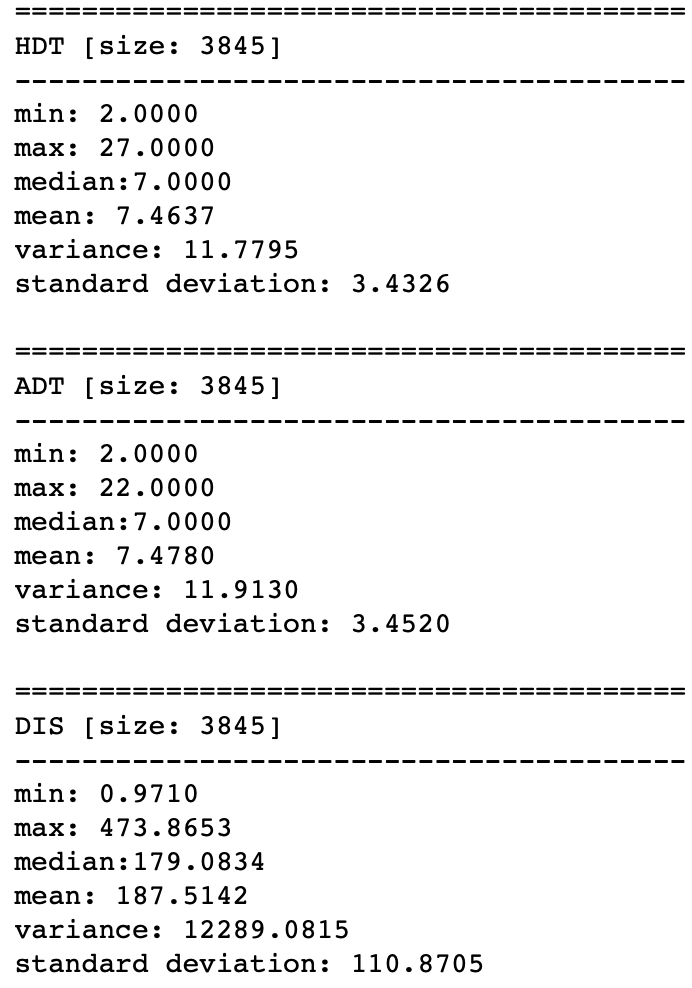 ========================================
HDT [size: 3845]
----------------------------------------
min: 2.0000
max: 27.0000
median:7.0000
mean: 7.4637
variance: 11.7795
standard deviation: 3.4326
========================================
ADT [size: 3845]
----------------------------------------
min: 2.0000
max: 22.0000
median:7.0000
mean: 7.4780
variance: 11.9130
standard deviation: 3.4520
========================================
DIS [size: 3845]
----------------------------------------
min: 0.9710
max: 473.8653
median:179.0834
mean: 187.5142
variance: 12289.0815
standard deviation: 110.8705